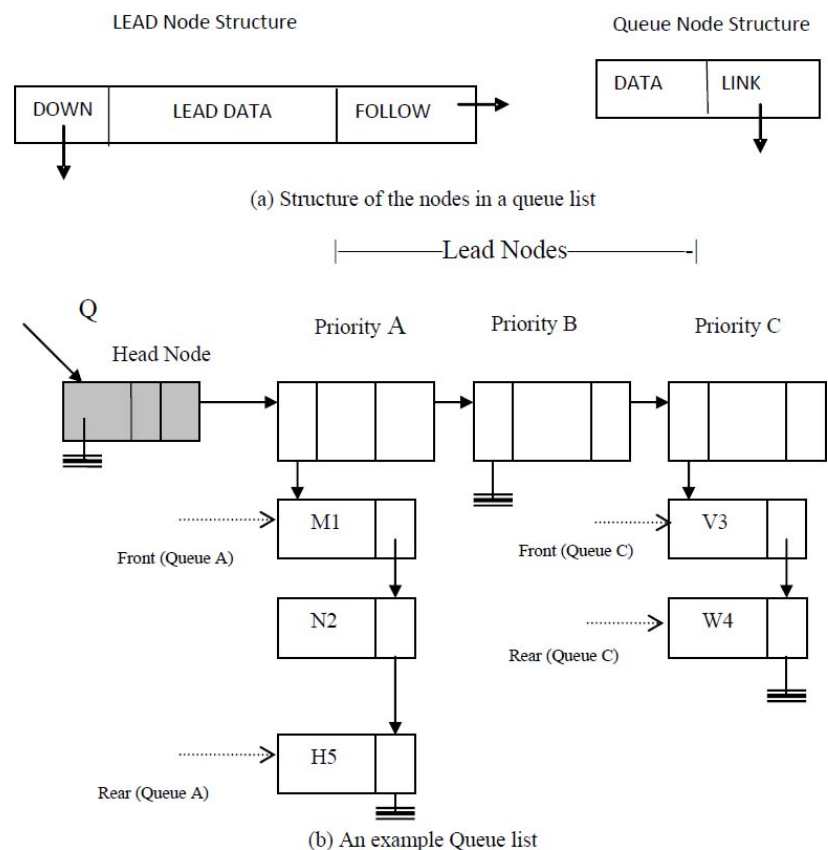 LEAD Node Structure
Queue Node Structure
DOWN
LEAD DATA
FOLLOW
DATA
LINK
(a) Structure of the nodes in a queue list
|————Lead Nodes————-|
Q
Head Node
Priority A
Priority B
Priority C
M1
Front (Queue A)
V3
Front (Queue C)
N2
W4
Rear (Queue C)
H5
Rear (Queue A)
(b) An example Queue list